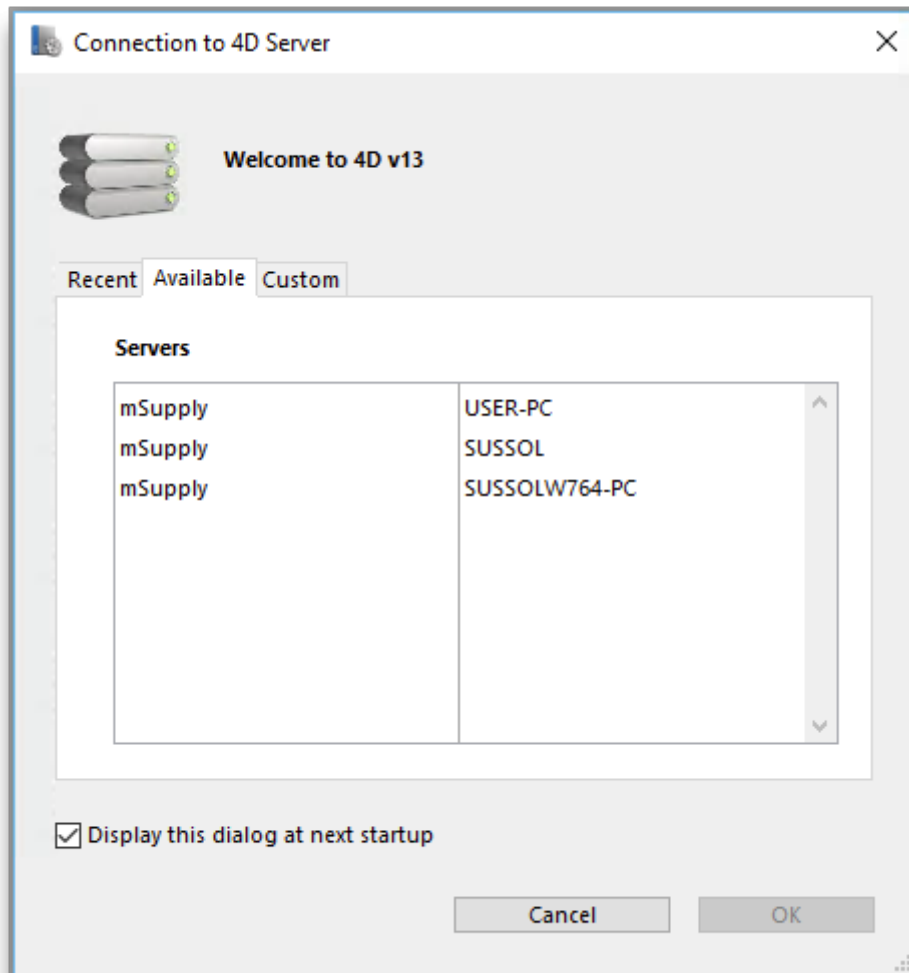 Connection to 4D Server
Welcome to 4D v13
Recent Available Custom
Servers
mSupply USER-PC
mSupply SUSSOL
mSupply SUSSOLW764-PC
Display this dialog at next startup
Cancel OK